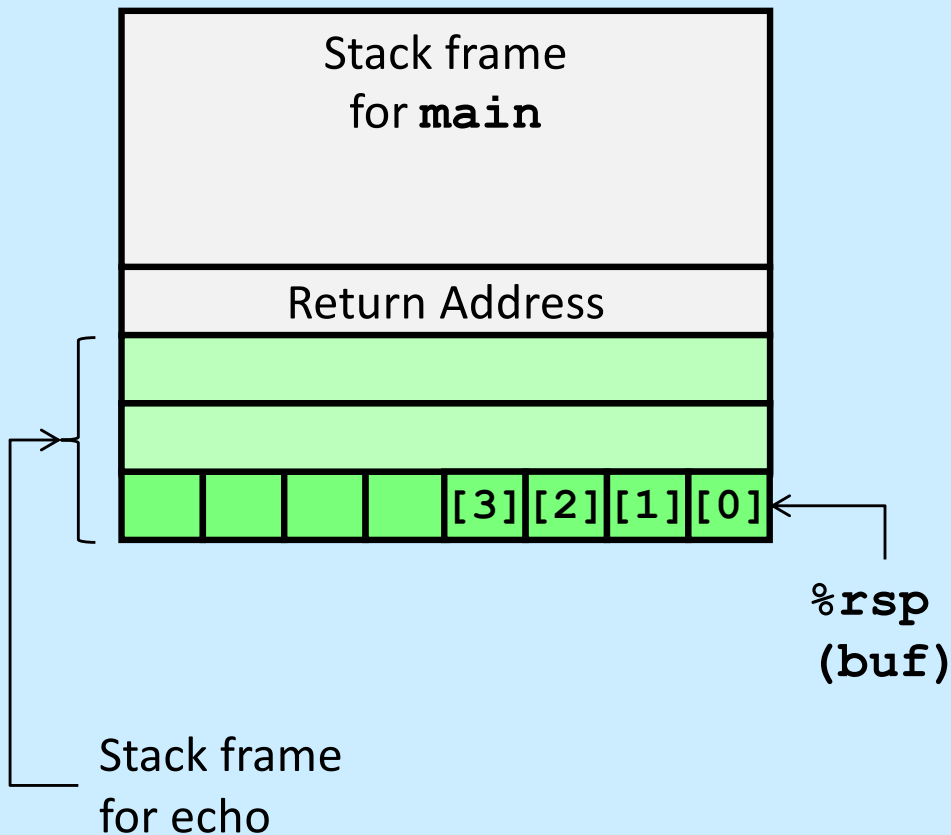 Stack frame
for main
Return Address
[3] [2] [1] [0]
%rsp
(buf)
Stack frame
for echo